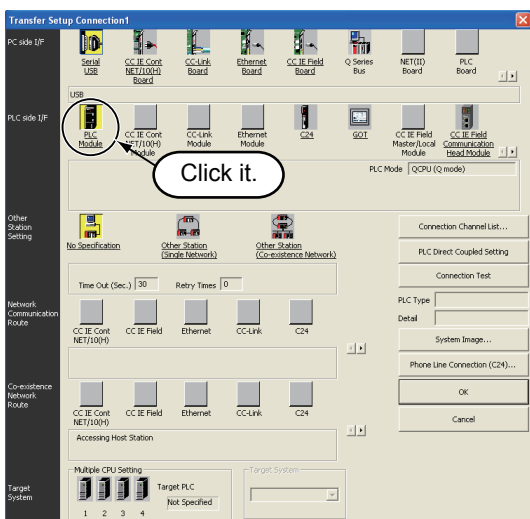 Transfer Setup Connection1
PC side I/F
Serial USB
CC IE Cont NET/10(H) Board
CC-Link Board
Ethernet Board
CC IE Field Board
Q Series Bus
NET(II) Board
PLC Board
USB
PLC side I/F
PLC Module
CC IE Cont NET/10(H) Module
CC-Link Module
Ethernet Module
C24
GOT
CC IE Field Master/Local Module
CC IE Field Communication Head Module
Click it.
PLC Mode QCPU (Q mode)
Other Station Setting
No Specification
Other Station (Single Network)
Other Station (Co-existence Network)
Time Out (Sec.) 30 Retry Times 0
Connection Channel List...
PLC Direct Coupled Setting
Connection Test
PLC Type
Detail
System Image...
Phone Line Connection (C24)...
OK
Cancel
Network Communication Route
CC IE Cont NET/10(H)
CC IE Field
Ethernet
CC-Link
C24
Co-existence Network Route
CC IE Cont NET/10(H)
CC IE Field
Ethernet
CC-Link
C24
Accessing Host Station
Target System
Multiple CPU Setting
1 2 3 4
Target PLC
Not Specified
Target System